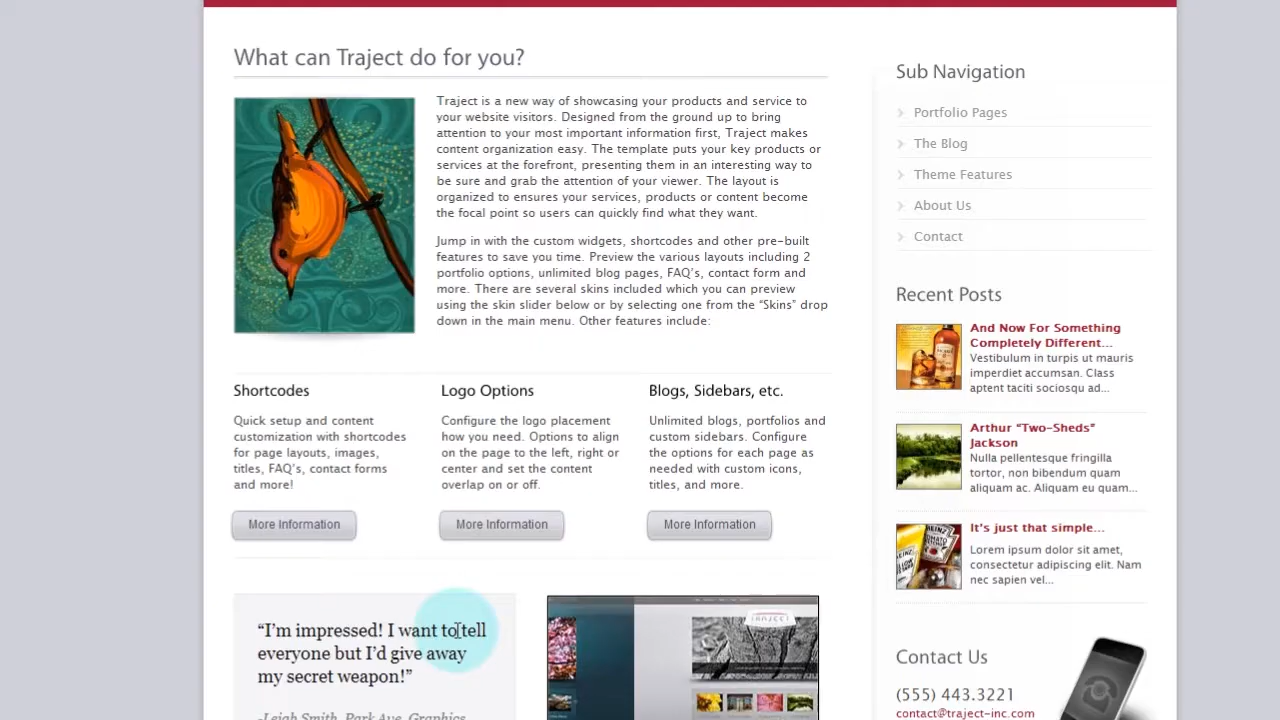 What can Traject do for you?
Traject is a new way of showcasing your products and service to
your website visitors. Designed from the ground up to bring
attention to your most important information first, Traject makes
content organization easy. The template puts your key products or
services at the forefront, presenting them in an interesting way to
be sure and grab the attention of your viewer. The layout is
organized to ensures your services, products or content become
the focal point so users can quickly find what they want.
Jump in with the custom widgets, shortcodes and other pre-built
features to save you time. Preview the various layouts including 2
portfolio options, unlimited blog pages, FAQ's, contact form and
more. There are several skins included which you can preview
using the skin slider below or by selecting one from the “Skins” drop
down in the main menu. Other features include:
Shortcodes
Quick setup and content
customization with shortcodes
for page layouts, images,
titles, FAQ's, contact forms
and more!
More Information
Logo Options
Configure the logo placement
how you need. Options to align
on the page to the left, right or
center and set the content
overlap on or off.
More Information
Blogs, Sidebars, etc.
Unlimited blogs, portfolios and
custom sidebars. Configure
the options for each page as
needed with custom icons,
titles, and more.
More Information
“I'm impressed! I want to tell
everyone but I'd give away
my secret weapon!”
-Leigh Smith, Park Ave. Graphics
TRAJECT
Sub Navigation
Portfolio Pages
The Blog
Theme Features
About Us
Contact
Recent Posts
And Now For Something
Completely Different...
Vestibulum in turpis ut mauris
imperdiet accumsan. Class
aptent taciti sociosqu ad...
Arthur “Two-Sheds”
Jackson
Nulla pellentesque fringilla
tortor, non bibendum quam
aliquam ac. Aliquam eu quam...
It's just that simple...
Lorem ipsum dolor sit amet,
consectetur adipiscing elit. Nam
nec sapien vel...
HEINZ
TOMATO
Contact Us
(555) 443.3221
contact@traject-inc.com